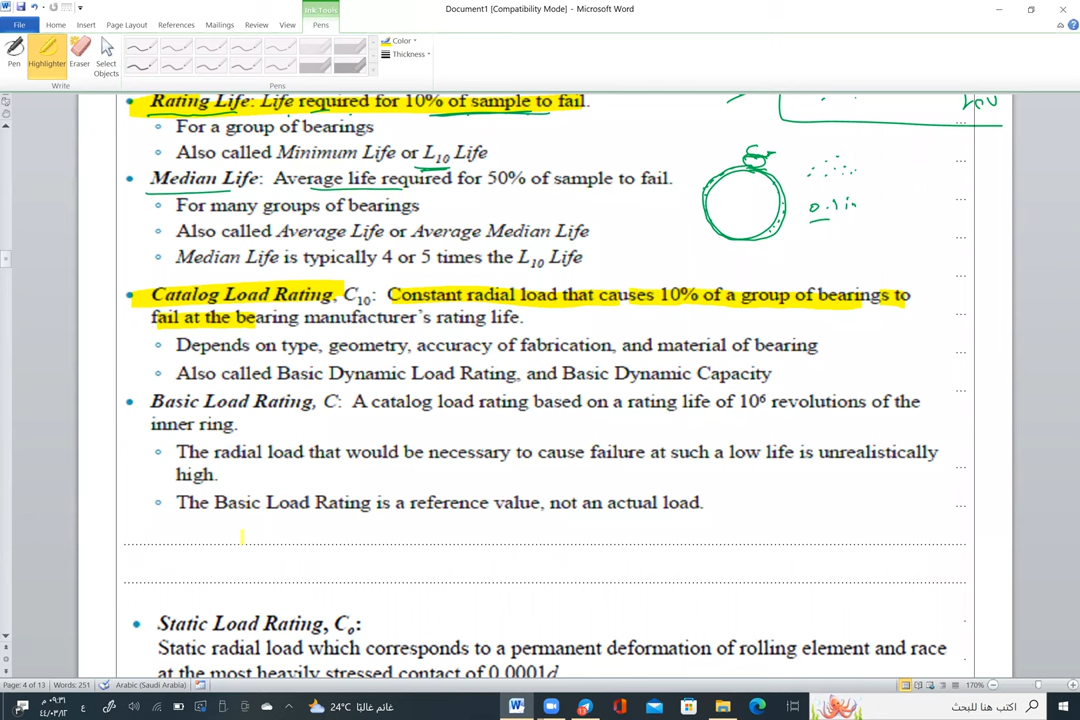 Document1 [Compatibility Mode] - Microsoft Word
Ink Tools
File Home Insert Page Layout References Mailings Review View Pens
Pen Highlighter Eraser Select Objects
Color
Thickness
Write Pens
• Rating Life: Life required for 10% of sample to fail.
◦ For a group of bearings
◦ Also called Minimum Life or L10 Life
• Median Life: Average life required for 50% of sample to fail.
◦ For many groups of bearings
◦ Also called Average Life or Average Median Life
◦ Median Life is typically 4 or 5 times the L10 Life
0.1 in
• Catalog Load Rating, C10: Constant radial load that causes 10% of a group of bearings to
fail at the bearing manufacturer's rating life.
◦ Depends on type, geometry, accuracy of fabrication, and material of bearing
◦ Also called Basic Dynamic Load Rating, and Basic Dynamic Capacity
• Basic Load Rating, C: A catalog load rating based on a rating life of 10⁶ revolutions of the
inner ring.
◦ The radial load that would be necessary to cause failure at such a low life is unrealistically
high.
◦ The Basic Load Rating is a reference value, not an actual load.
• Static Load Rating, Co:
Static radial load which corresponds to a permanent deformation of rolling element and race
at the most heavily stressed contact of 0.0001d
Page: 4 of 13 Words: 251 Arabic (Saudi Arabia) 170%
٠٩:٣١ م
٤٤/٠٣/١٢
ع
24°C غائم غالبًا
اكتب هنا للبحث